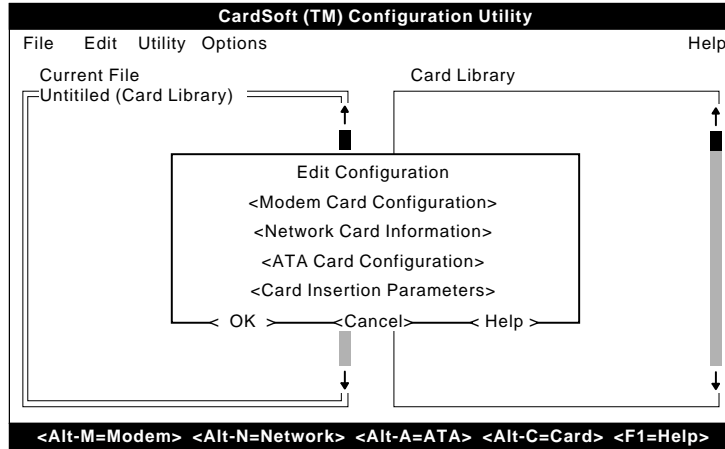 CardSoft (TM) Configuration Utility
File Edit Utility Options Help
Current File Card Library
Untitiled (Card Library)
Edit Configuration
<Modem Card Configuration>
<Network Card Information>
<ATA Card Configuration>
<Card Insertion Parameters>
< OK > <Cancel> < Help >
<Alt-M=Modem> <Alt-N=Network> <Alt-A=ATA> <Alt-C=Card> <F1=Help>